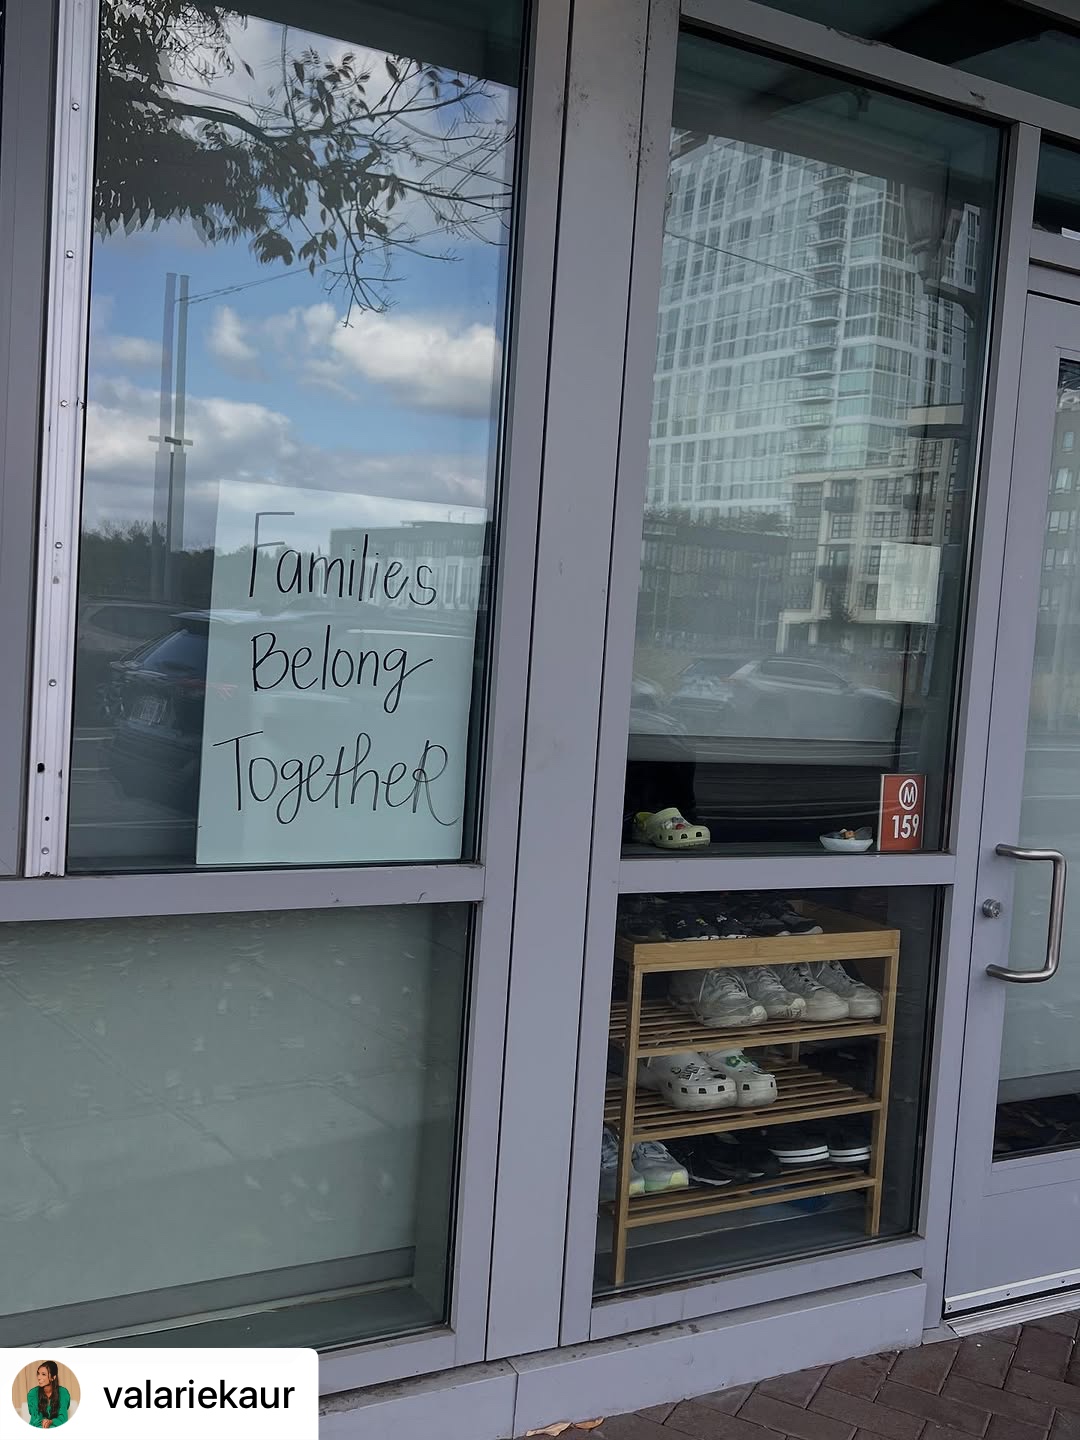 Families
Belong
Together
M
159
valariekaur